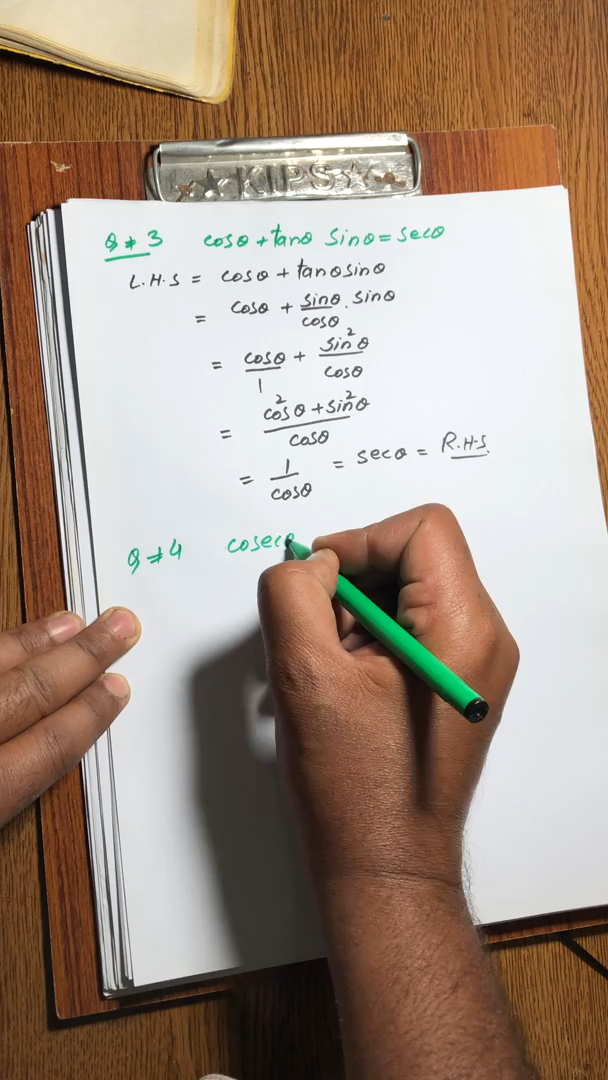 ★ KIPS ★
Q # 3 cosθ + tanθ sinθ = secθ
L.H.S = cosθ + tanθ sinθ
= cosθ + sinθ/cosθ . sinθ
= cosθ/1 + sin²θ/cosθ
= cos²θ + sin²θ/cosθ
= 1/cosθ = secθ = R.H.S.
Q # 4 cosecθ